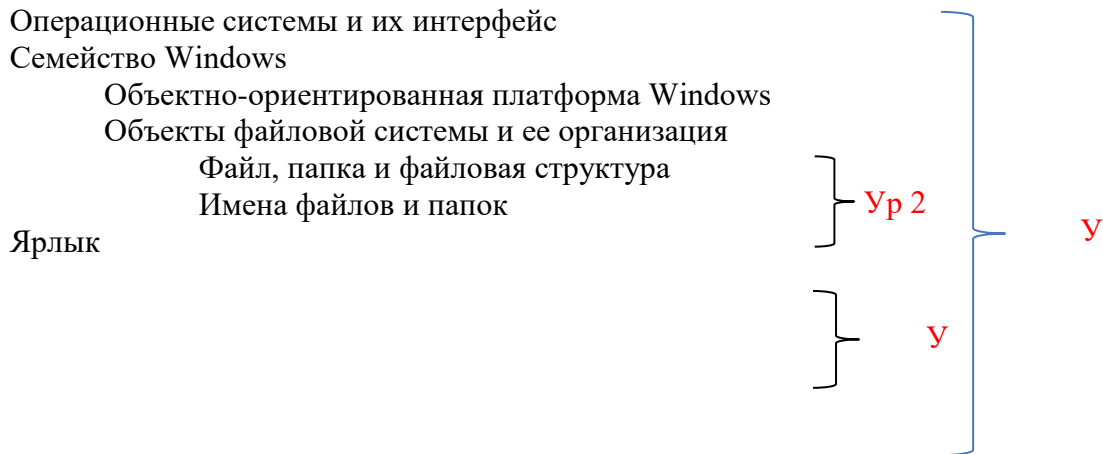 Операционные системы и их интерфейс
Семейство Windows
Объектно-ориентированная платформа Windows
Объекты файловой системы и ее организация
Файл, папка и файловая структура
Имена файлов и папок
Ур 2
Ярлык
У
У